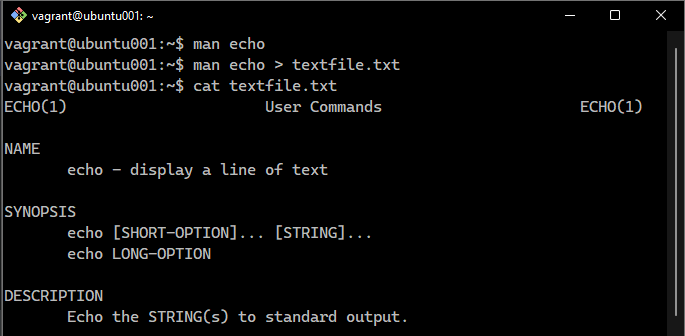 vagrant@ubuntu001: ~
vagrant@ubuntu001:~$ man echo
vagrant@ubuntu001:~$ man echo > textfile.txt
vagrant@ubuntu001:~$ cat textfile.txt
ECHO(1)                      User Commands                      ECHO(1)
NAME
       echo - display a line of text
SYNOPSIS
       echo [SHORT-OPTION]... [STRING]...
       echo LONG-OPTION
DESCRIPTION
       Echo the STRING(s) to standard output.